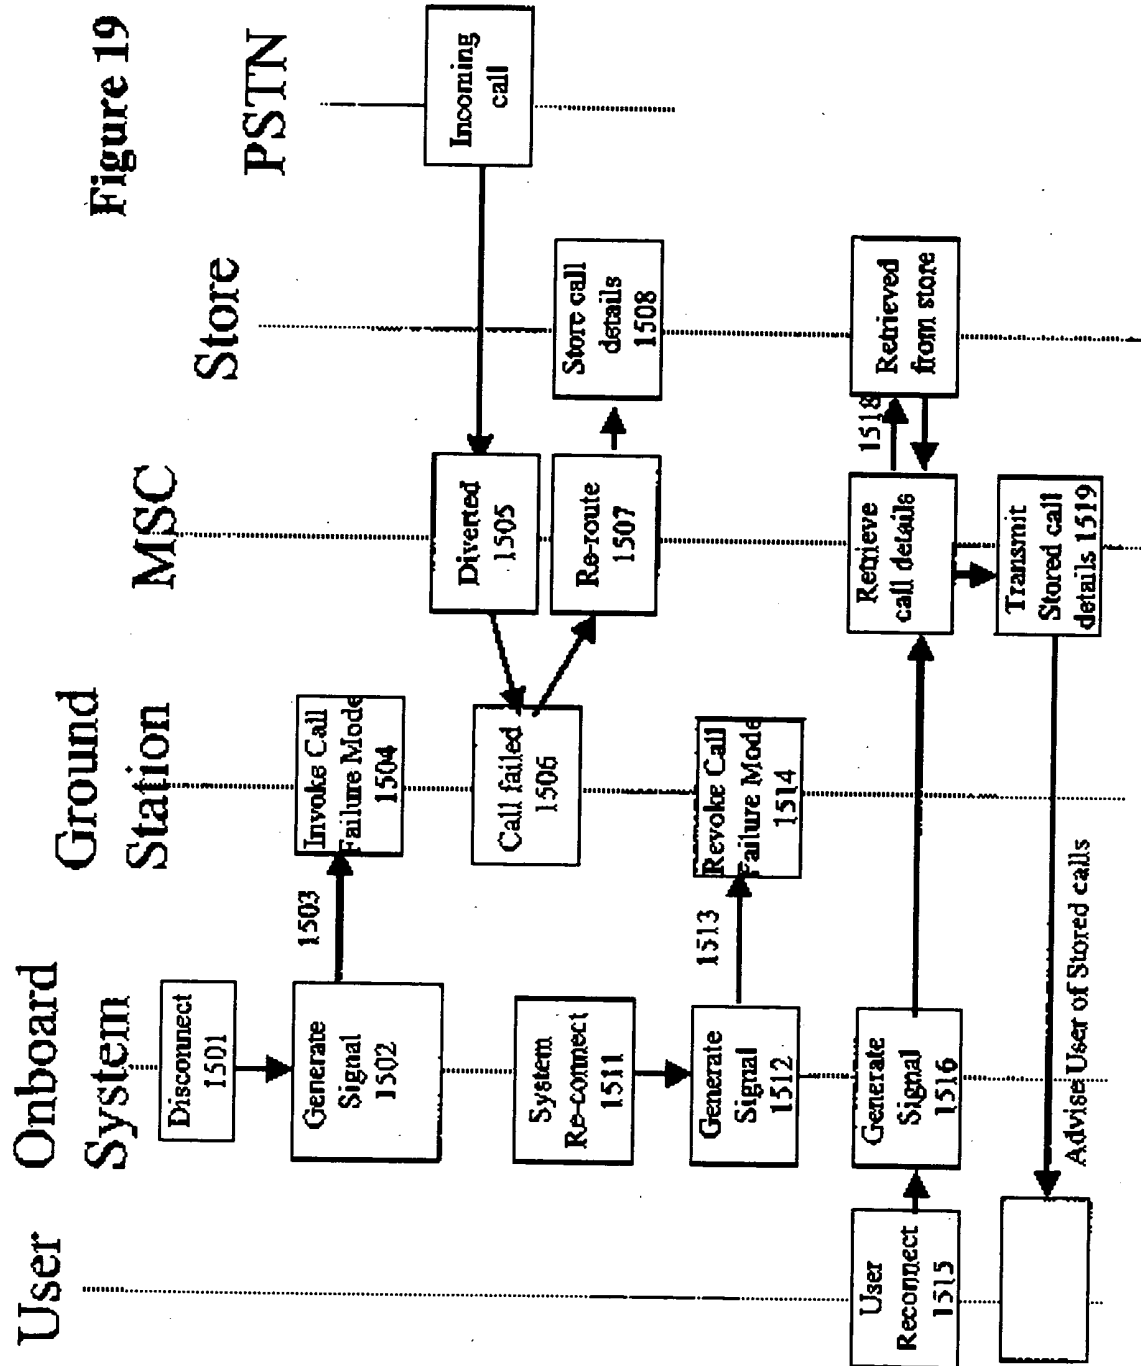 Figure 19
User
Onboard
System
Ground
Station
MSC
Store
PSTN
Disconnect
1501
Generate
Signal
1502
1503
Invoke Call
Failure Mode
1504
Incoming
call
Diverted
1505
Call failed
1506
Re-route
1507
Store call
details
1508
System
Re-connect
1511
Generate
Signal
1512
1513
Revoke Call
Failure Mode
1514
User
Reconnect
1515
Generate
Signal
1516
Retrieve
call details
1518
Retrieved
from store
Transmit
Stored call
details 1519
Advise User of Stored calls